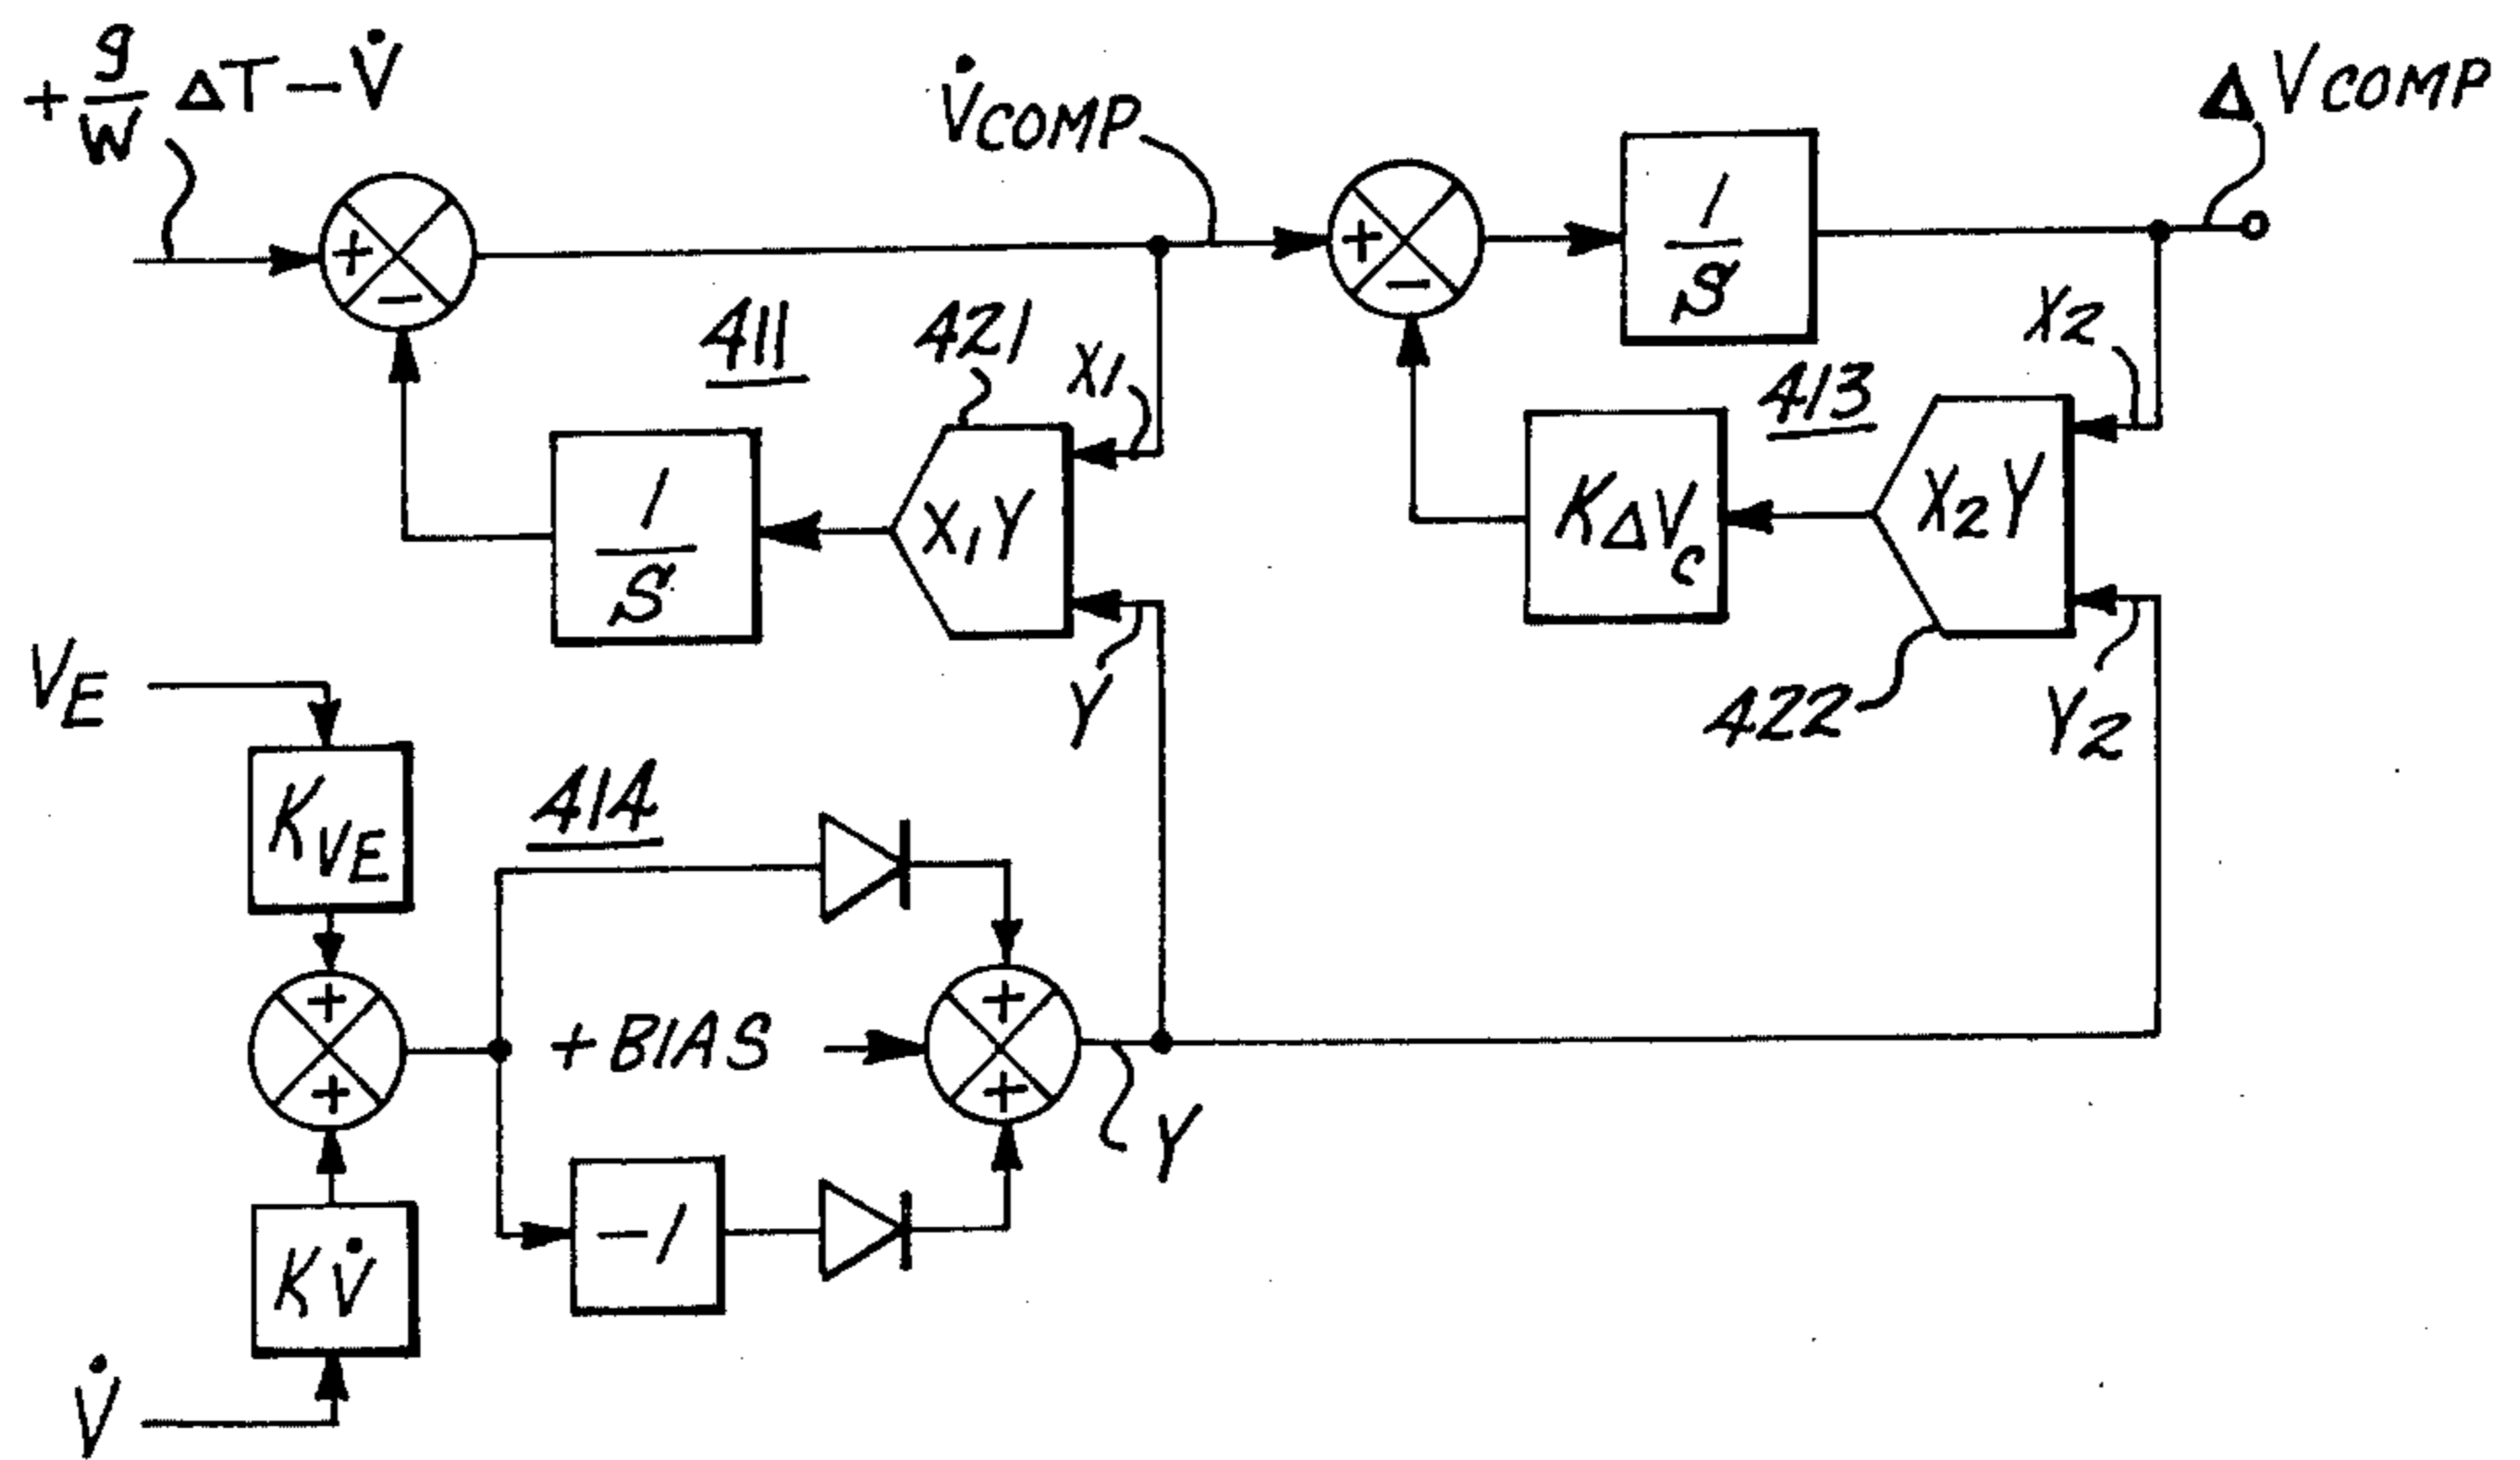 + g/W ΔT – V̇
V̇COMP
ΔVCOMP
+
–
+
–
1/S
411
421
X1
X2
413
1/S
X₁Y
KΔVC
X₂Y
Y
422
Y2
VE
KVE
414
+
+
+ BIAS
+
+
Y
–1
KV̇
V̇